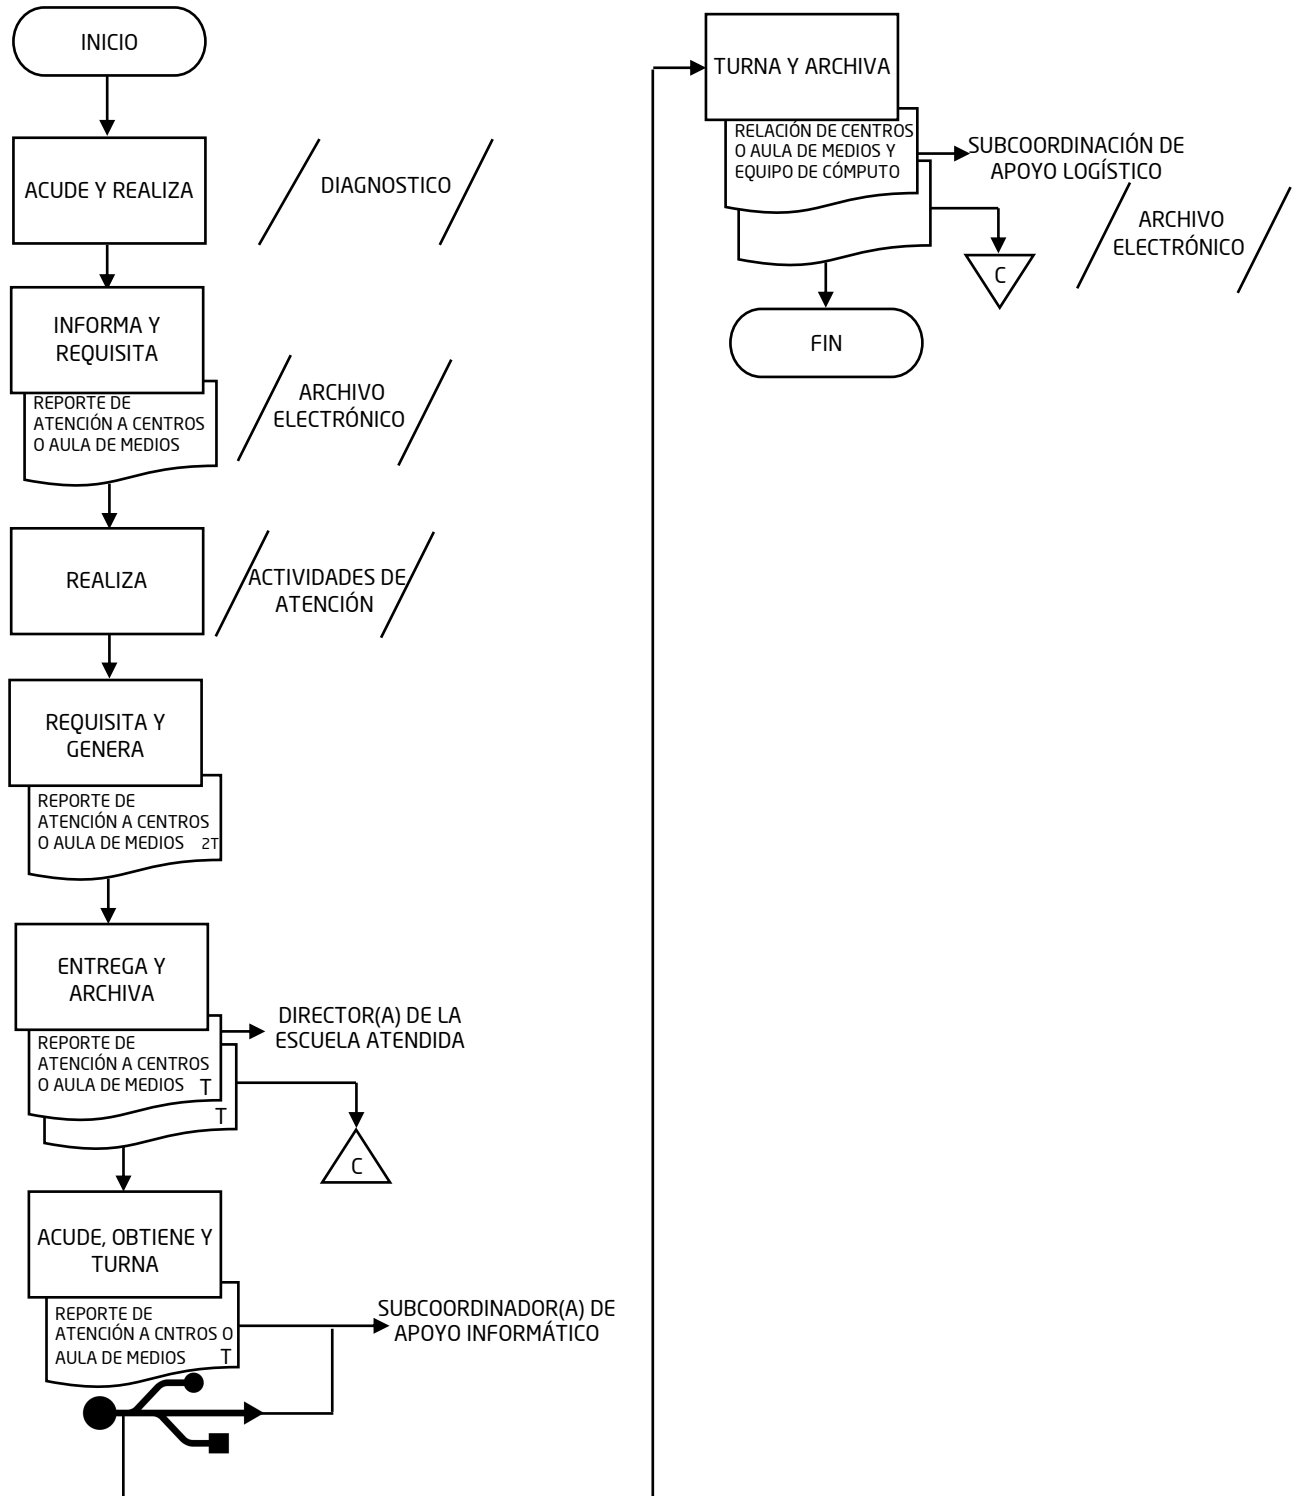 INICIO
ACUDE Y REALIZA
DIAGNOSTICO
INFORMA Y
REQUISITA
REPORTE DE
ATENCIÓN A CENTROS
O AULA DE MEDIOS
ARCHIVO
ELECTRÓNICO
REALIZA
ACTIVIDADES DE
ATENCIÓN
REQUISITA Y
GENERA
REPORTE DE
ATENCIÓN A CENTROS
O AULA DE MEDIOS 2T
ENTREGA Y
ARCHIVA
REPORTE DE
ATENCIÓN A CENTROS
O AULA DE MEDIOS T
T
DIRECTOR(A) DE LA
ESCUELA ATENDIDA
C
ACUDE, OBTIENE Y
TURNA
REPORTE DE
ATENCIÓN A CNTROS O
AULA DE MEDIOS T
SUBCOORDINADOR(A) DE
APOYO INFORMÁTICO
TURNA Y ARCHIVA
RELACIÓN DE CENTROS
O AULA DE MEDIOS Y
EQUIPO DE CÓMPUTO
SUBCOORDINACIÓN DE
APOYO LOGÍSTICO
C
ARCHIVO
ELECTRÓNICO
FIN